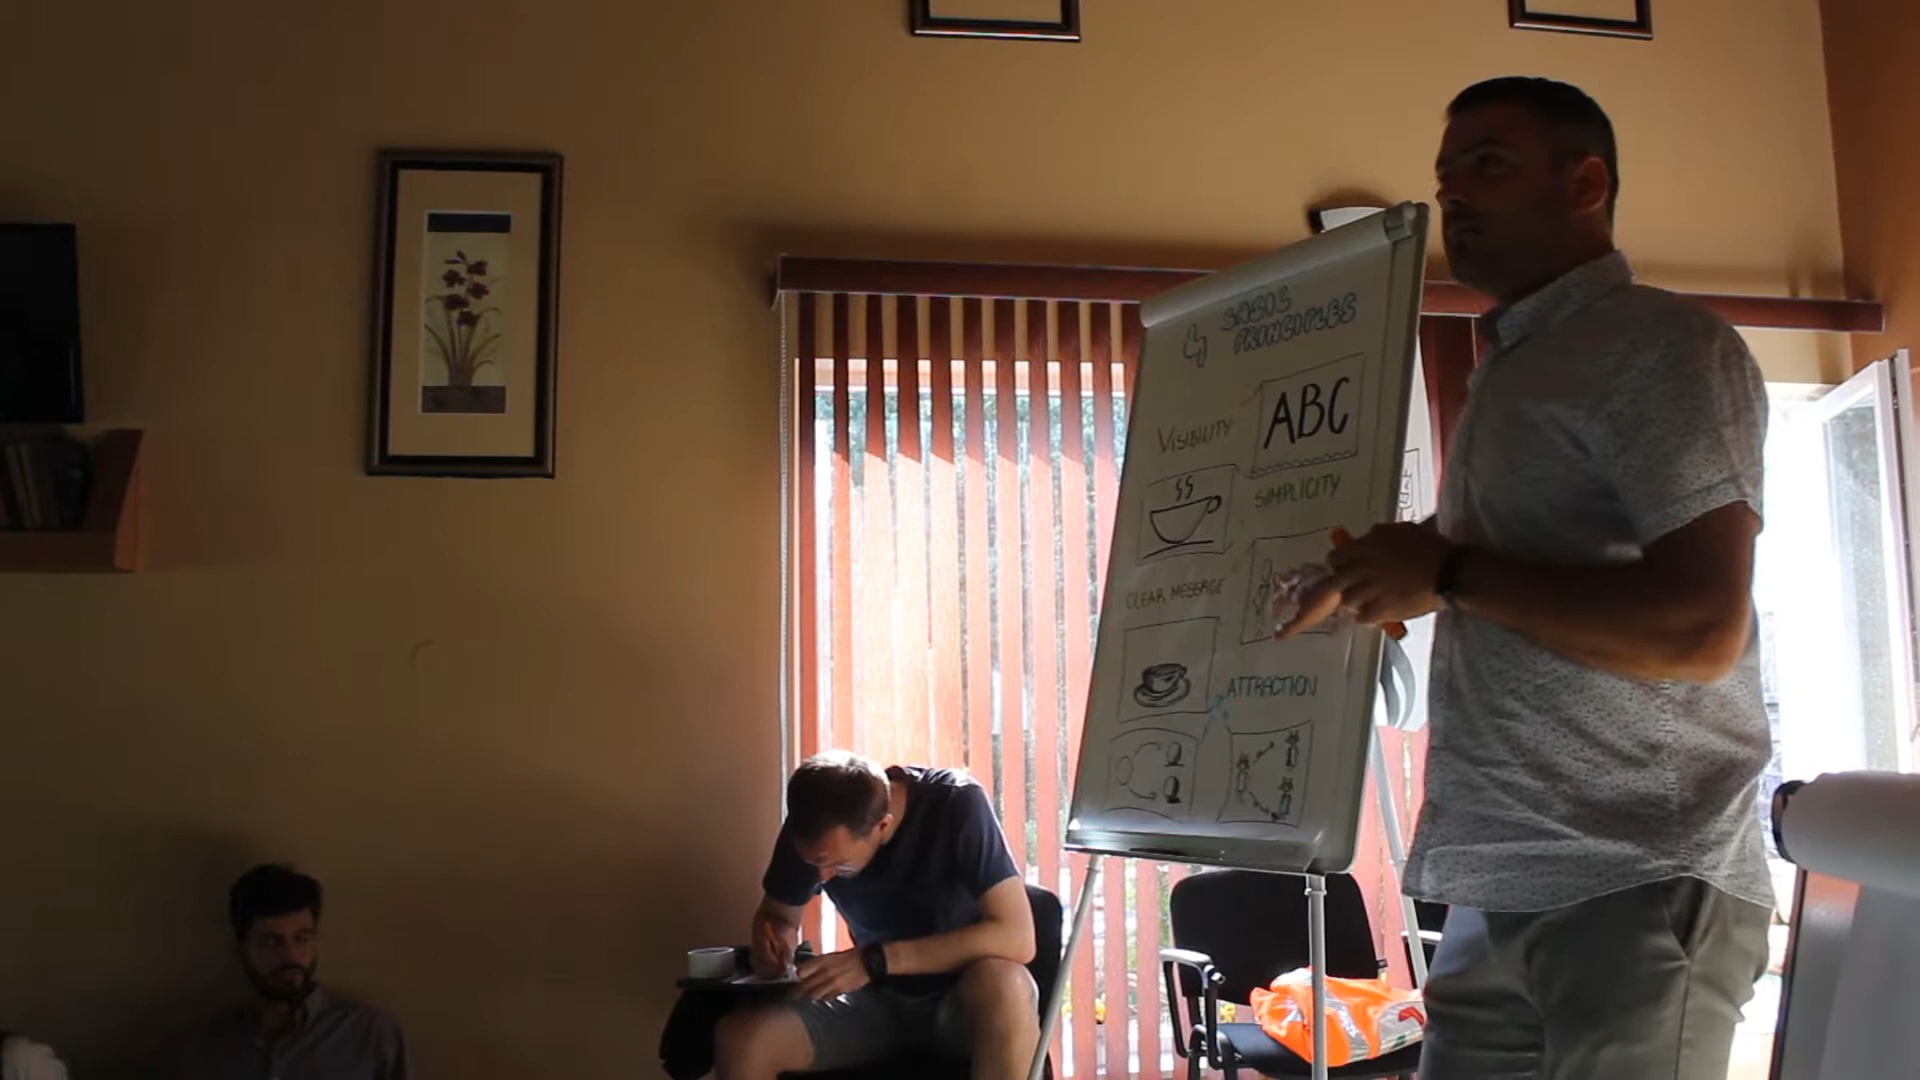 4 BASIC
PRINCIPLES
VISIBILITY
ABC
SIMPLICITY
CLEAR MESSAGE
ATTRACTION